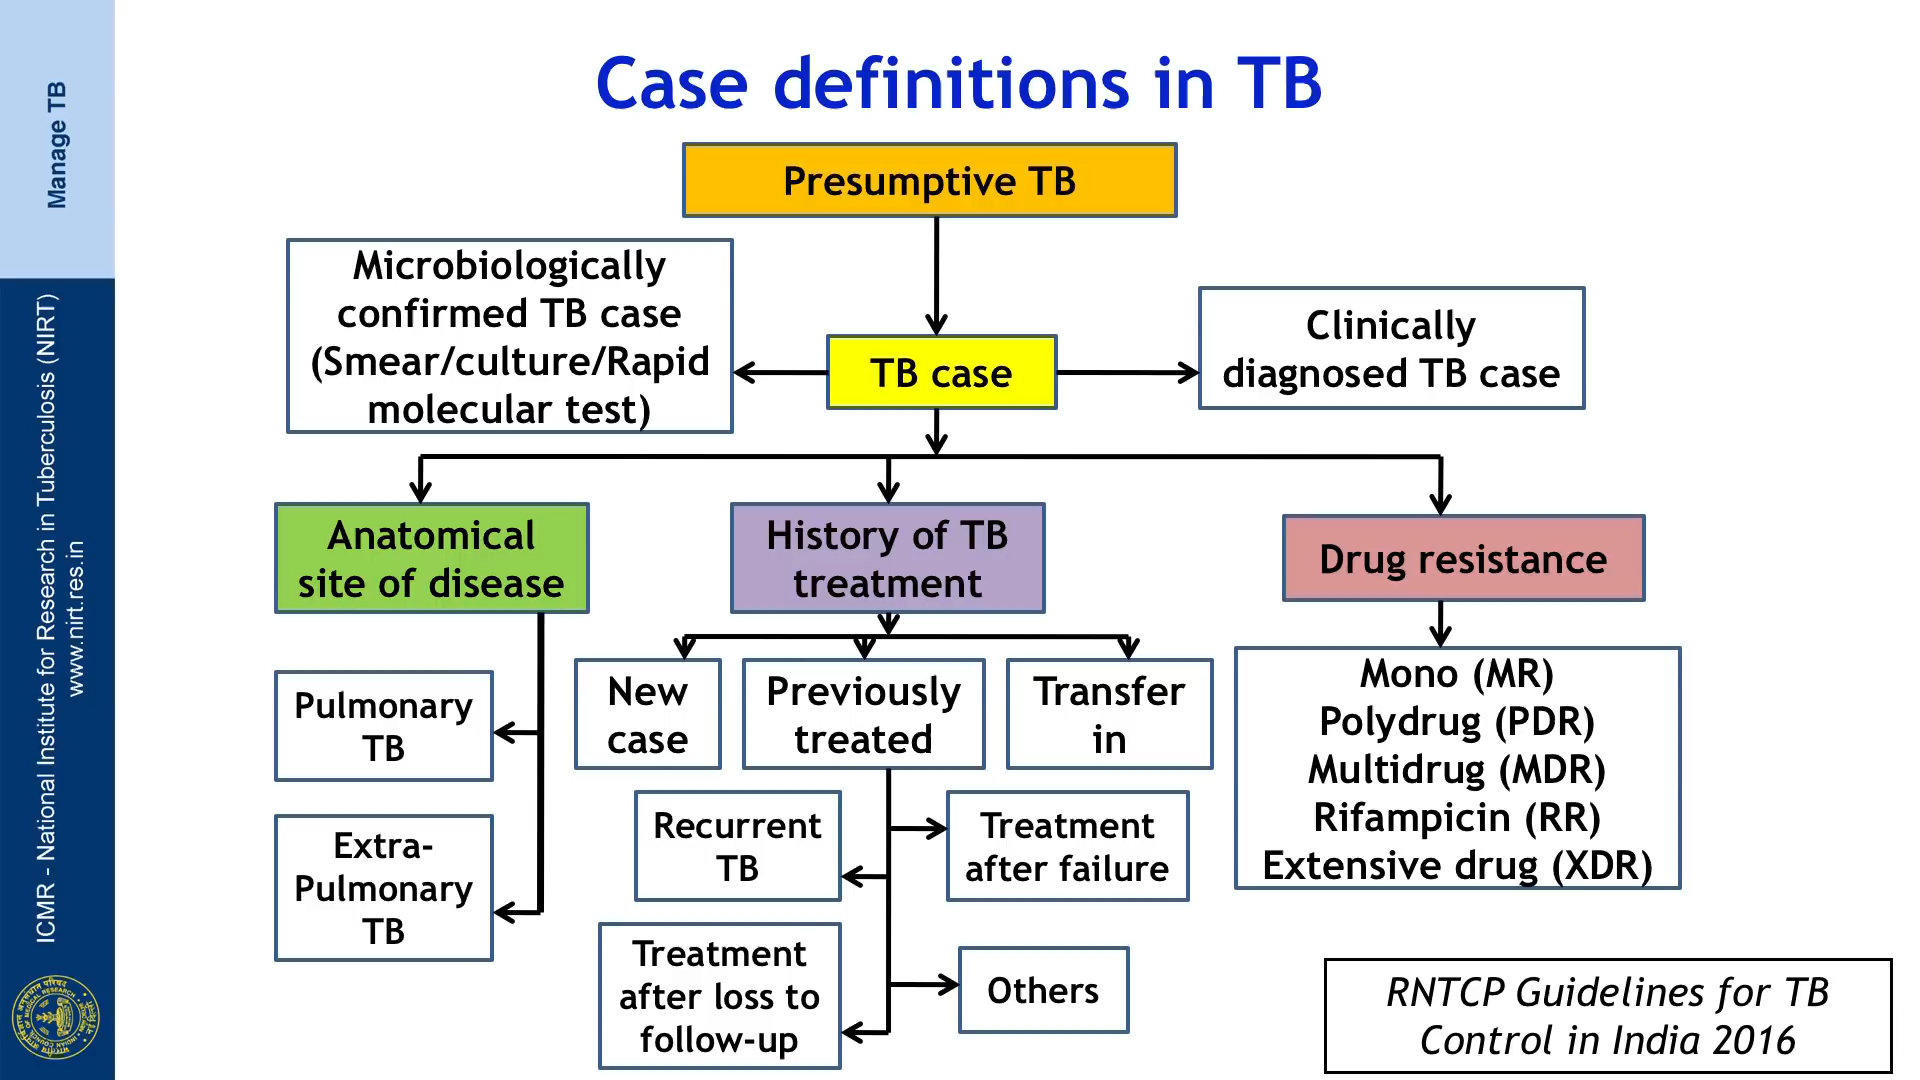 Manage TB
ICMR - National Institute for Research in Tuberculosis (NIRT)
www.nirt.res.in
Case definitions in TB
Presumptive TB
Microbiologically
confirmed TB case
(Smear/culture/Rapid
molecular test)
TB case
Clinically
diagnosed TB case
Anatomical
site of disease
History of TB
treatment
Drug resistance
Pulmonary
TB
Extra-
Pulmonary
TB
New
case
Previously
treated
Transfer
in
Recurrent
TB
Treatment
after failure
Treatment
after loss to
follow-up
Others
Mono (MR)
Polydrug (PDR)
Multidrug (MDR)
Rifampicin (RR)
Extensive drug (XDR)
RNTCP Guidelines for TB
Control in India 2016